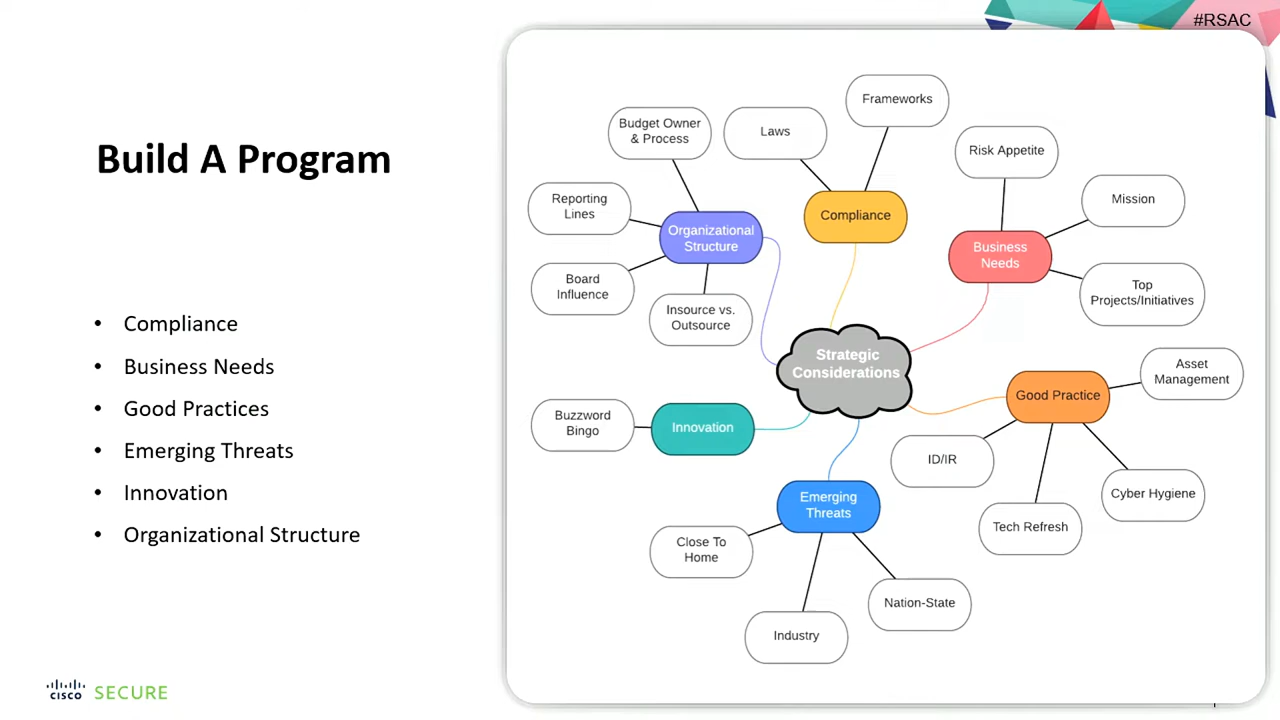 #RSAC
Build A Program
• Compliance
• Business Needs
• Good Practices
• Emerging Threats
• Innovation
• Organizational Structure
Frameworks
Budget Owner
& Process
Laws
Risk Appetite
Reporting
Lines
Mission
Compliance
Organizational
Structure
Business
Needs
Board
Influence
Top
Projects/Initiatives
Insource vs.
Outsource
Strategic
Considerations
Asset
Management
Good Practice
Buzzword
Bingo
Innovation
ID/IR
Cyber Hygiene
Emerging
Threats
Tech Refresh
Close To
Home
Nation-State
Industry
CISCO SECURE